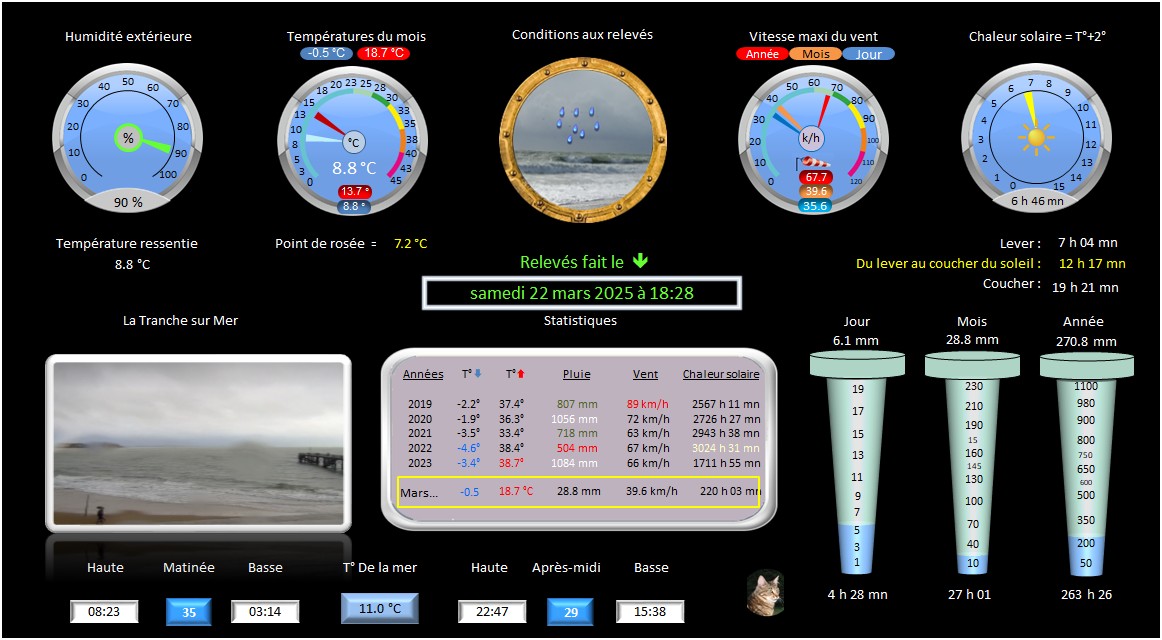 Humidité extérieure
Températures du mois
Conditions aux relevés
Vitesse maxi du vent
Chaleur solaire = T°+2°
-0.5 °C 18.7 °C
Année Mois Jour
0 10 20 30 40 50 60 70 80 90 100
%
90 %
0 3 5 8 10 13 15 18 20 23 25 28 30 33 35 38 40 43 45
°C
8.8 °C
13.7 °
8.8 °
0 10 20 30 40 50 60 70 80 90 100 110 120
k/h
67.7
39.6
35.6
0 1 2 3 4 5 6 7 8 9 10 11 12 13 14 15
6 h 46 mn
Température ressentie
8.8 °C
Point de rosée = 7.2 °C
Relevés fait le
samedi 22 mars 2025 à 18:28
Lever : 7 h 04 mn
Du lever au coucher du soleil : 12 h 17 mn
Coucher : 19 h 21 mn
La Tranche sur Mer
Statistiques
Années T° T° Pluie Vent Chaleur solaire
2019 -2.2° 37.4° 807 mm 89 km/h 2567 h 11 mn
2020 -1.9° 36.3° 1056 mm 72 km/h 2726 h 27 mn
2021 -3.5° 33.4° 718 mm 63 km/h 2943 h 38 mn
2022 -4.6° 38.4° 504 mm 67 km/h 3024 h 31 mn
2023 -3.4° 38.7° 1084 mm 66 km/h 1711 h 55 mn
Mars... -0.5 18.7 °C 28.8 mm 39.6 km/h 220 h 03 mn
Jour
6.1 mm
19
17
15
13
11
9
7
5
3
1
4 h 28 mn
Mois
28.8 mm
230
210
190
15
160
145
130
100
70
40
10
27 h 01
Année
270.8 mm
1100
980
900
800
750
650
600
500
350
200
50
263 h 26
Haute Matinée Basse
08:23 35 03:14
T° De la mer
11.0 °C
Haute Après-midi Basse
22:47 29 15:38